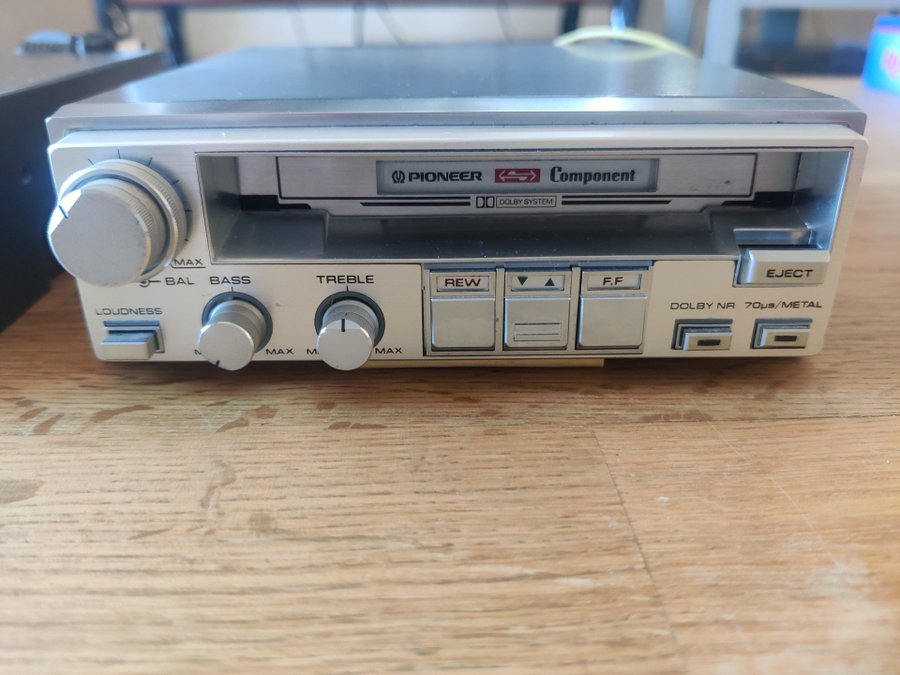 PIONEER Component
DOLBY SYSTEM
MAX
BAL BASS TREBLE
LOUDNESS
MAX MAX
REW F.F
EJECT
DOLBY NR 70µs/METAL